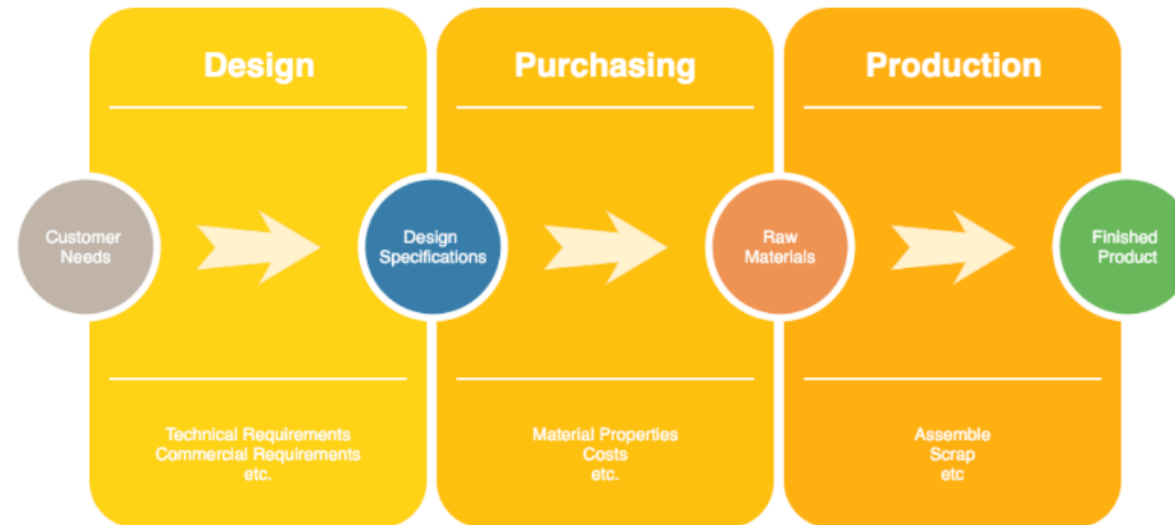 Design
Purchasing
Production
Customer
Needs
Design
Specifications
Raw
Materials
Finished
Product
Technical Requirements
Commercial Requirements
etc.
Material Properties
Costs
etc.
Assemble
Scrap
etc